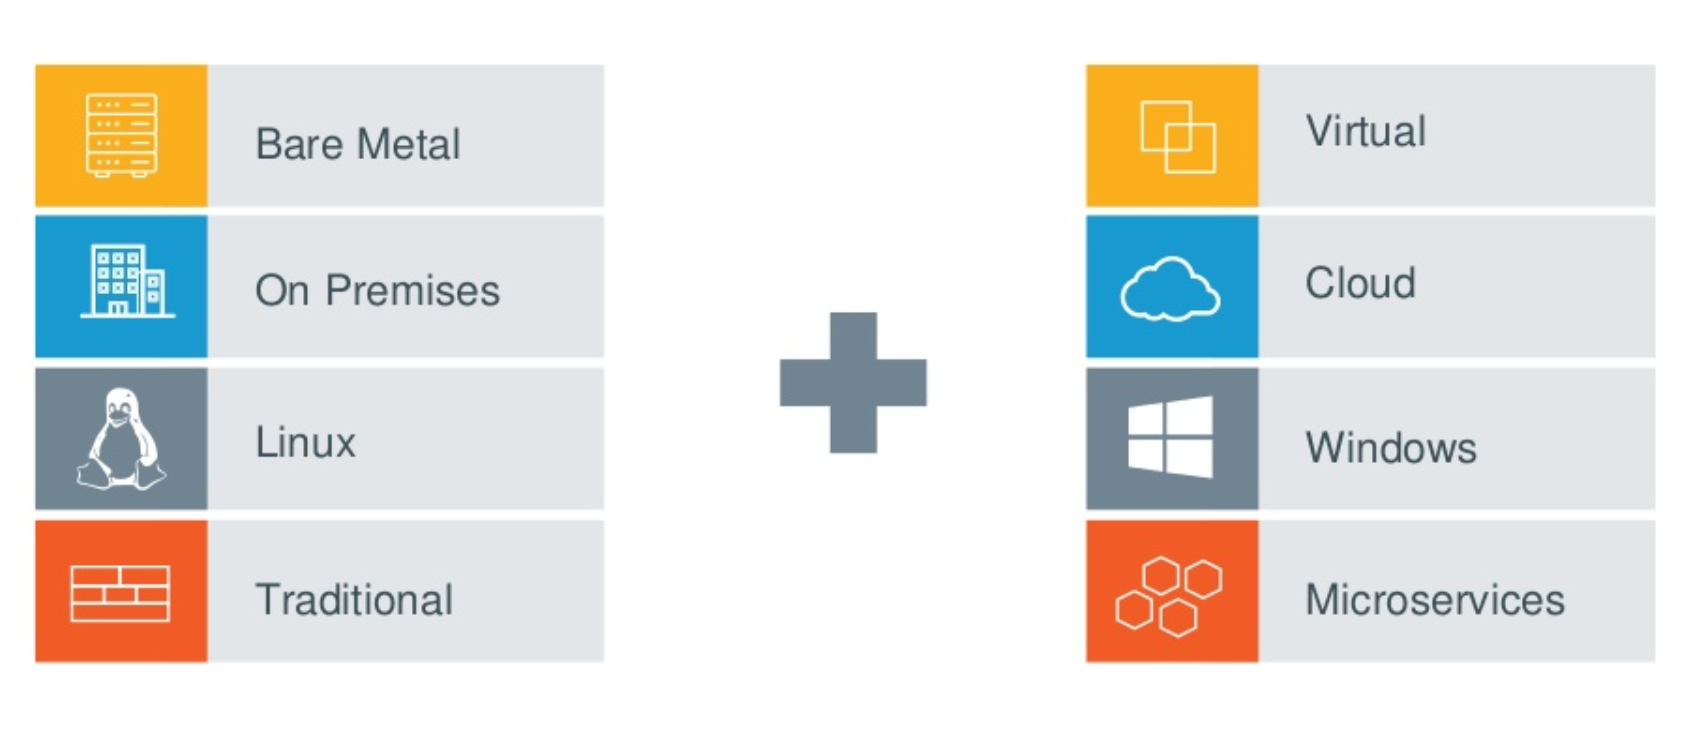 Bare Metal
On Premises
Linux
Traditional
Virtual
Cloud
Windows
Microservices